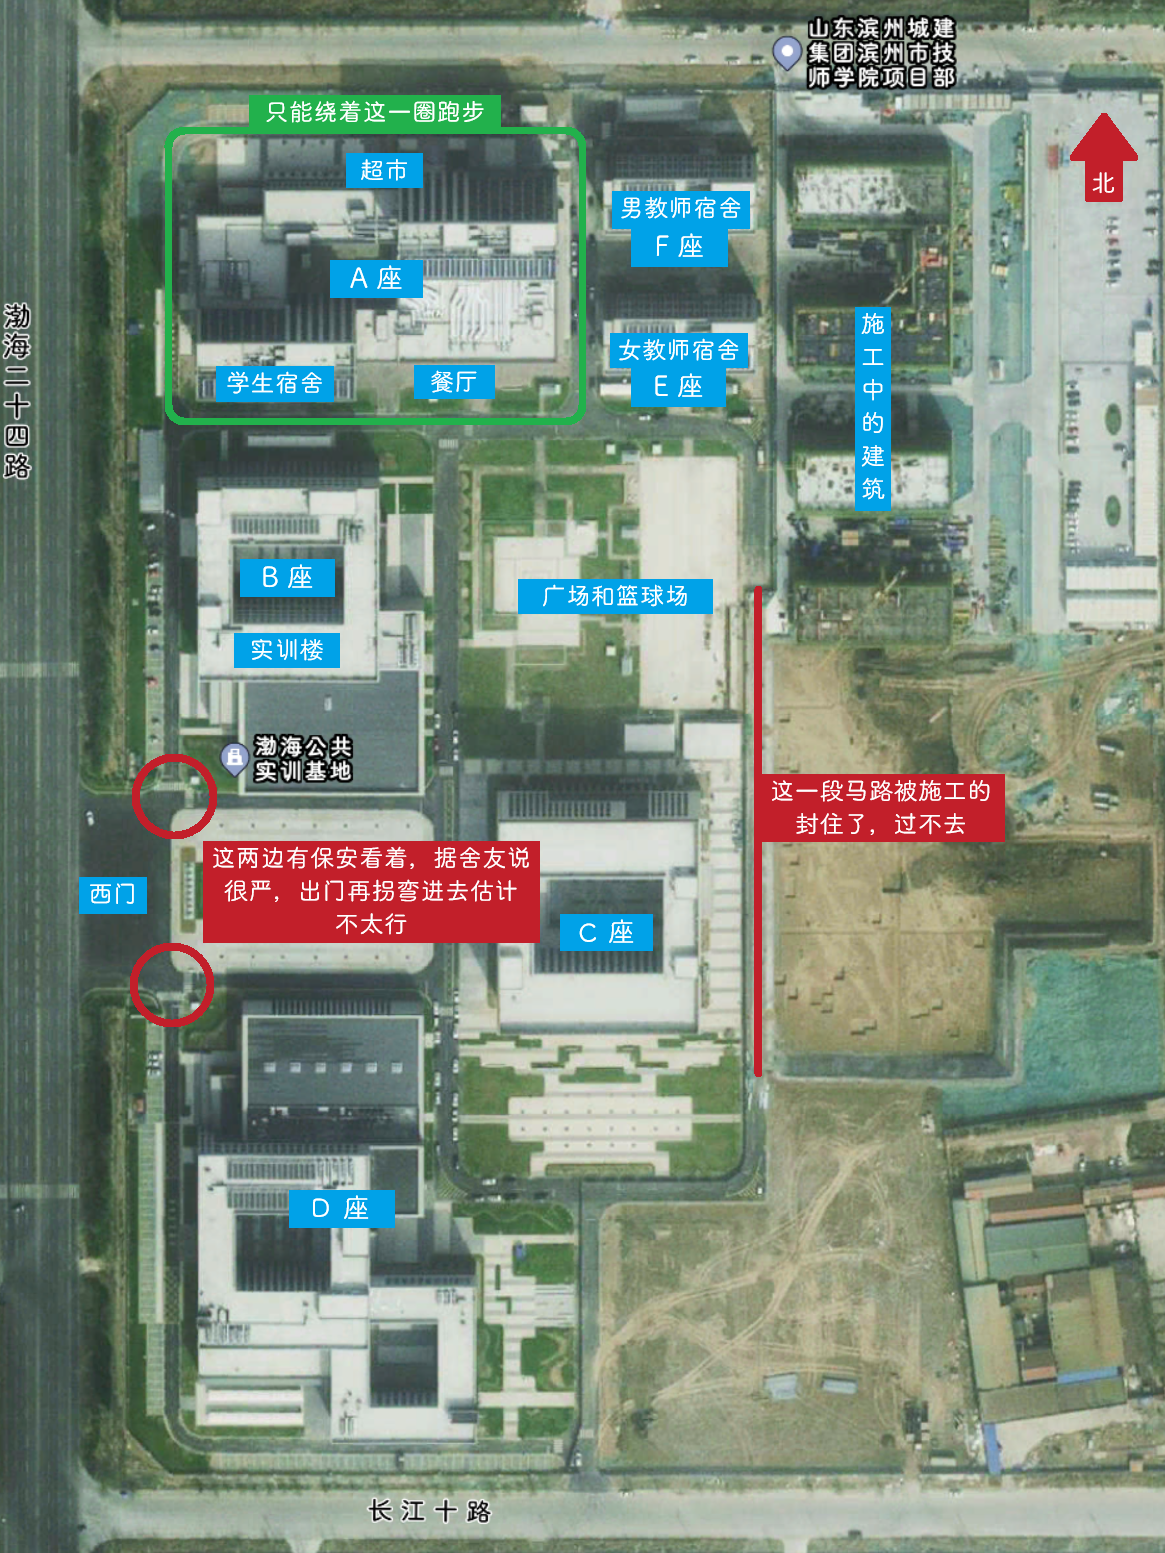 山东滨州城建
集团滨州市技
师学院项目部
只能绕着这一圈跑步
超市
北
男教师宿舍
F座
A座
渤海二十四路
施工中的建筑
女教师宿舍
E座
学生宿舍
餐厅
B座
广场和篮球场
实训楼
渤海公共
实训基地
这一段马路被施工的
封住了，过不去
这两边有保安看着，据舍友说
很严，出门再拐弯进去估计
不太行
西门
C座
D座
长江十路